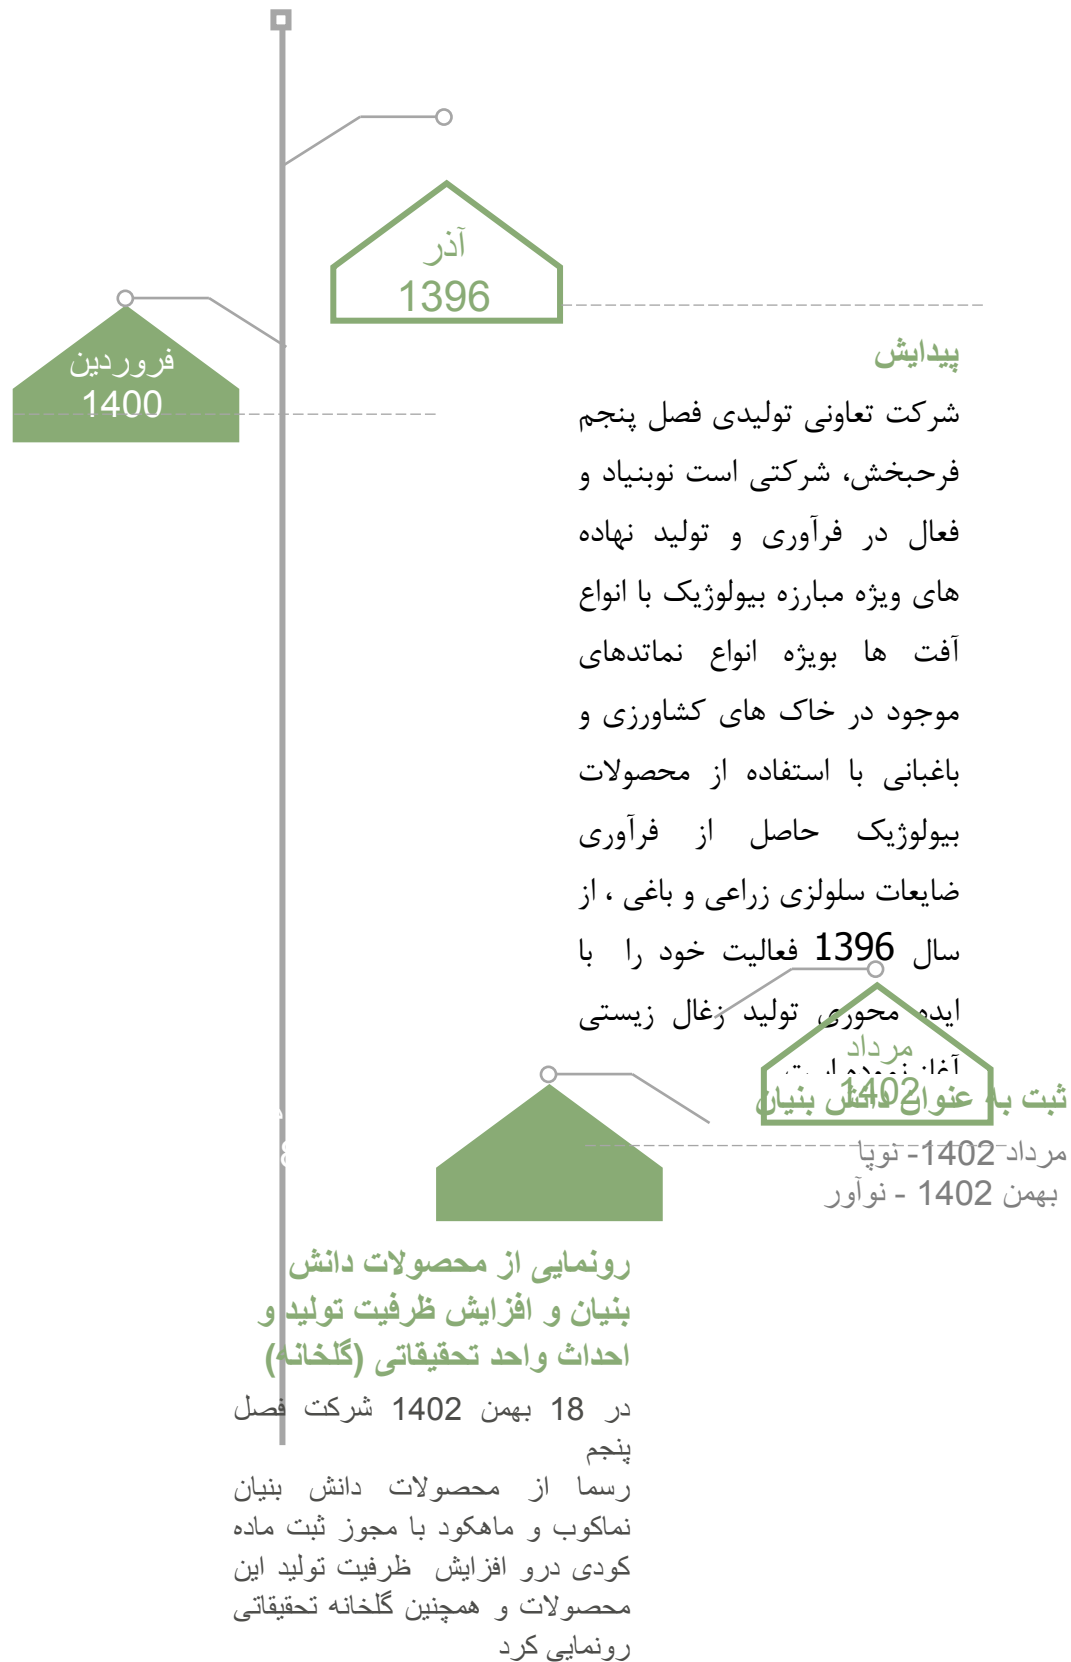 آذر
1396
فروردین
1400
پیدایش
شرکت تعاونی تولیدی فصل پنجم
فرحبخش، شرکتی است نوبنیاد و
فعال در فرآوری و تولید نهاده
های ویژه مبارزه بیولوژیک با انواع
آفت ها بویژه انواع نماتدهای
موجود در خاک های کشاورزی و
باغبانی با استفاده از محصولات
بیولوژیک حاصل از فرآوری
ضایعات سلولزی زراعی و باغی ، از
سال 1396 فعالیت خود را با
ایده محوری تولید زغال زیستی
آغاز نموده است
مرداد
1402
ثبت به عنوان دانش بنیان
مرداد 1402- نوپا
بهمن 1402 - نوآور
رونمایی از محصولات دانش
بنیان و افزایش ظرفیت تولید و
احداث واحد تحقیقاتی (گلخانه)
در 18 بهمن 1402 شرکت فصل
پنجم
رسما از محصولات دانش بنیان
نماکوب و ماهکود با مجوز ثبت ماده
کودی درو افزایش ظرفیت تولید این
محصولات و همچنین گلخانه تحقیقاتی
رونمایی کرد